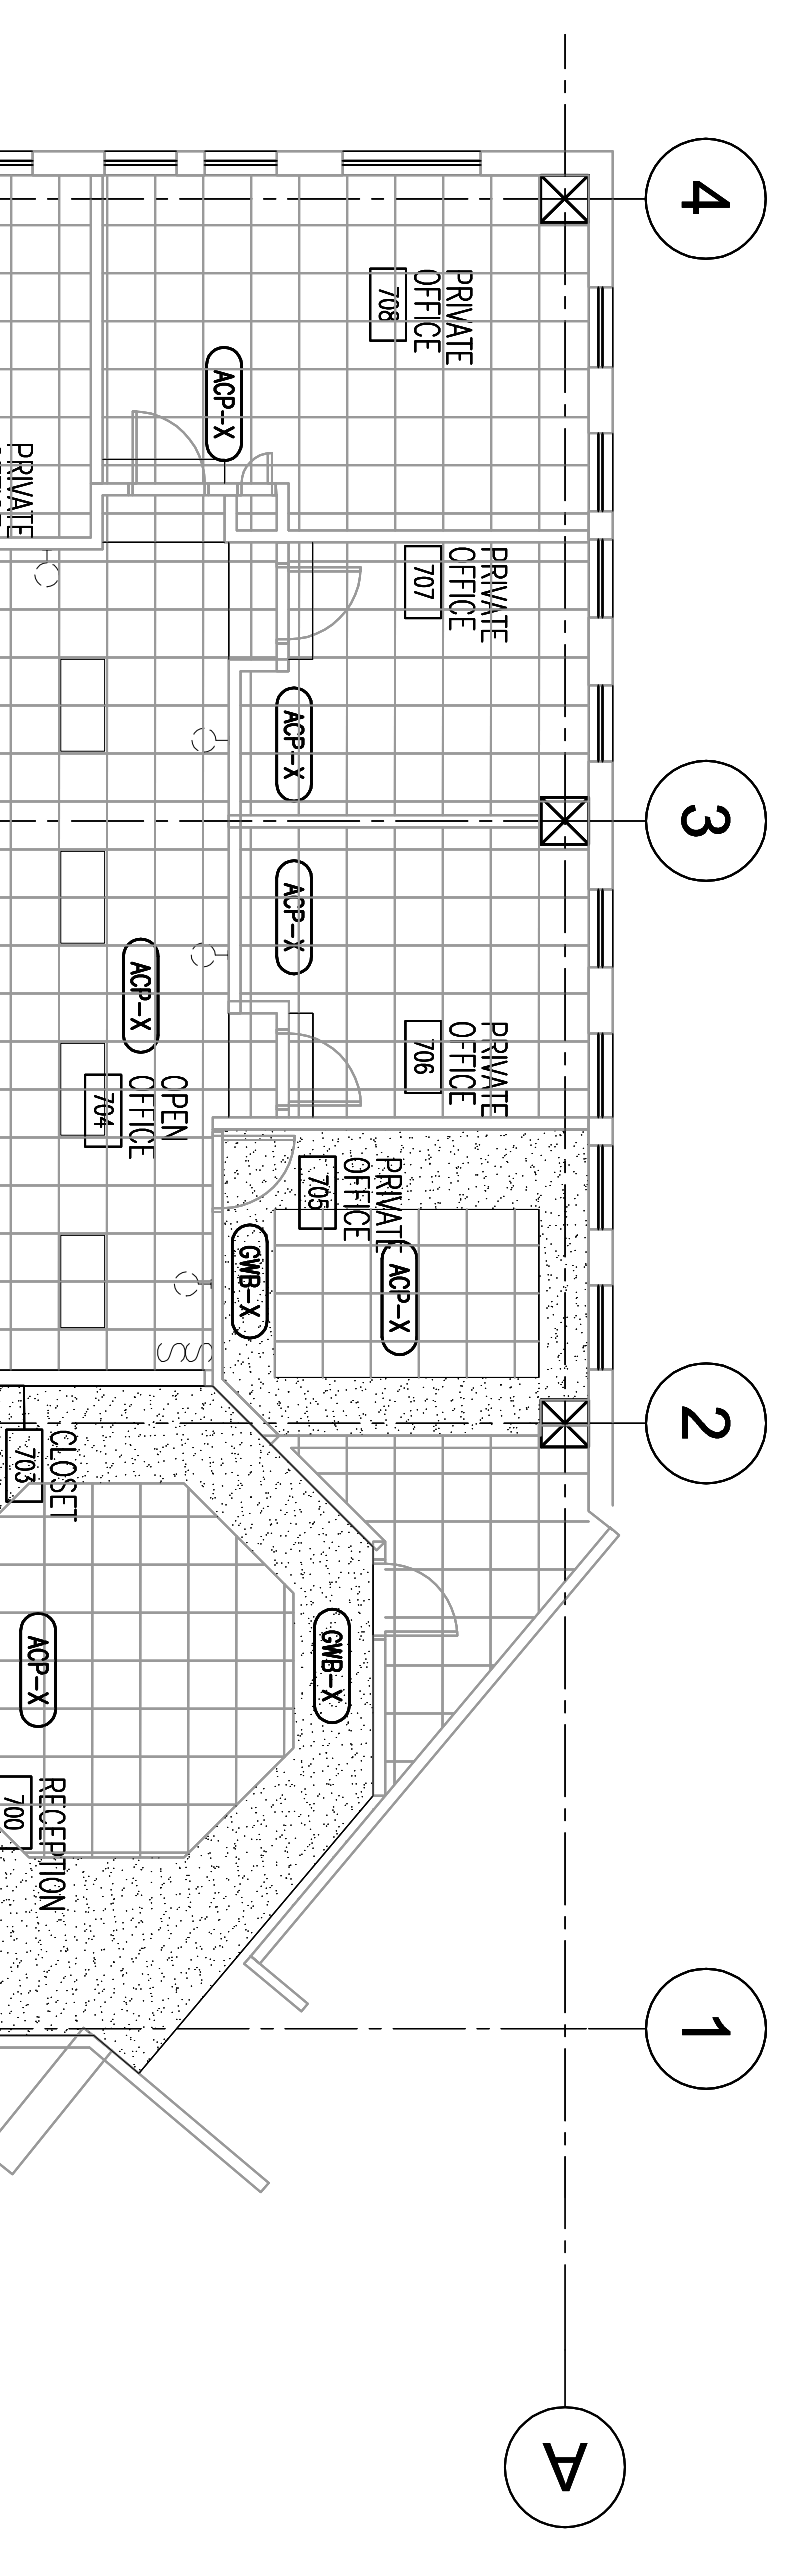 4
PRIVATE
OFFICE
708
ACP-X
PRIVATE
PRIVATE
OFFICE
707
ACP-X
3
ACP-X
ACP-X
PRIVATE
OFFICE
706
OPEN
OFFICE
704
PRIVATE
OFFICE
705
GWB-X
ACP-X
SS
2
CLOSET
703
ACP-X
GWB-X
RECEPTION
700
1
A